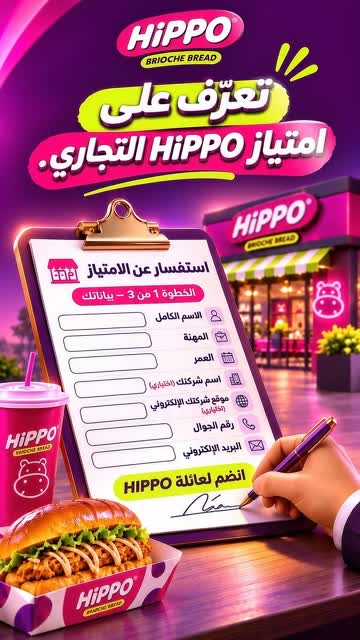 HiPPO
BRIOCHE BREAD
تعرّف على
امتياز HiPPO التجاري.
HiPPO
BRIOCHE BREAD
استفسار عن الامتياز
الخطوة 1 من 3 – بياناتك
الاسم الكامل
المهنة
العمر
اسم شركتك (اختياري)
موقع شركتك الإلكتروني
(اختياري)
رقم الجوال
البريد الإلكتروني
انضم لعائلة HIPPO
HiPPO
BRIOCHE BREAD
HiPPO
BRIOCHE BREAD